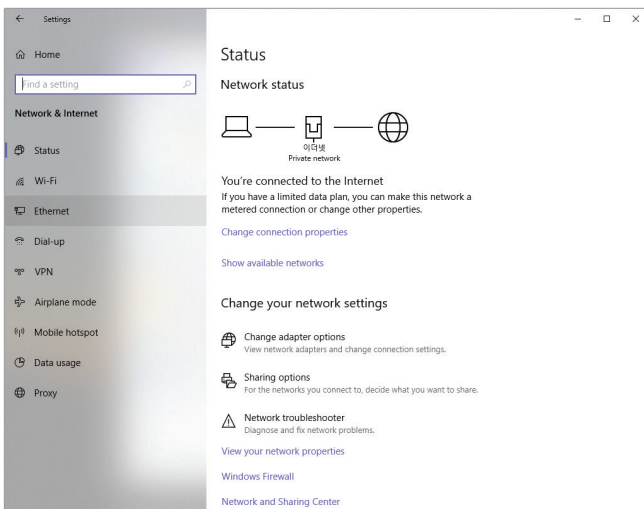 Settings
Home
Find a setting
Network & Internet
Status
Wi-Fi
Ethernet
Dial-up
VPN
Airplane mode
Mobile hotspot
Data usage
Proxy
Status
Network status
이더넷
Private network
You're connected to the Internet
If you have a limited data plan, you can make this network a
metered connection or change other properties.
Change connection properties
Show available networks
Change your network settings
Change adapter options
View network adapters and change connection settings.
Sharing options
For the networks you connect to, decide what you want to share.
Network troubleshooter
Diagnose and fix network problems.
View your network properties
Windows Firewall
Network and Sharing Center